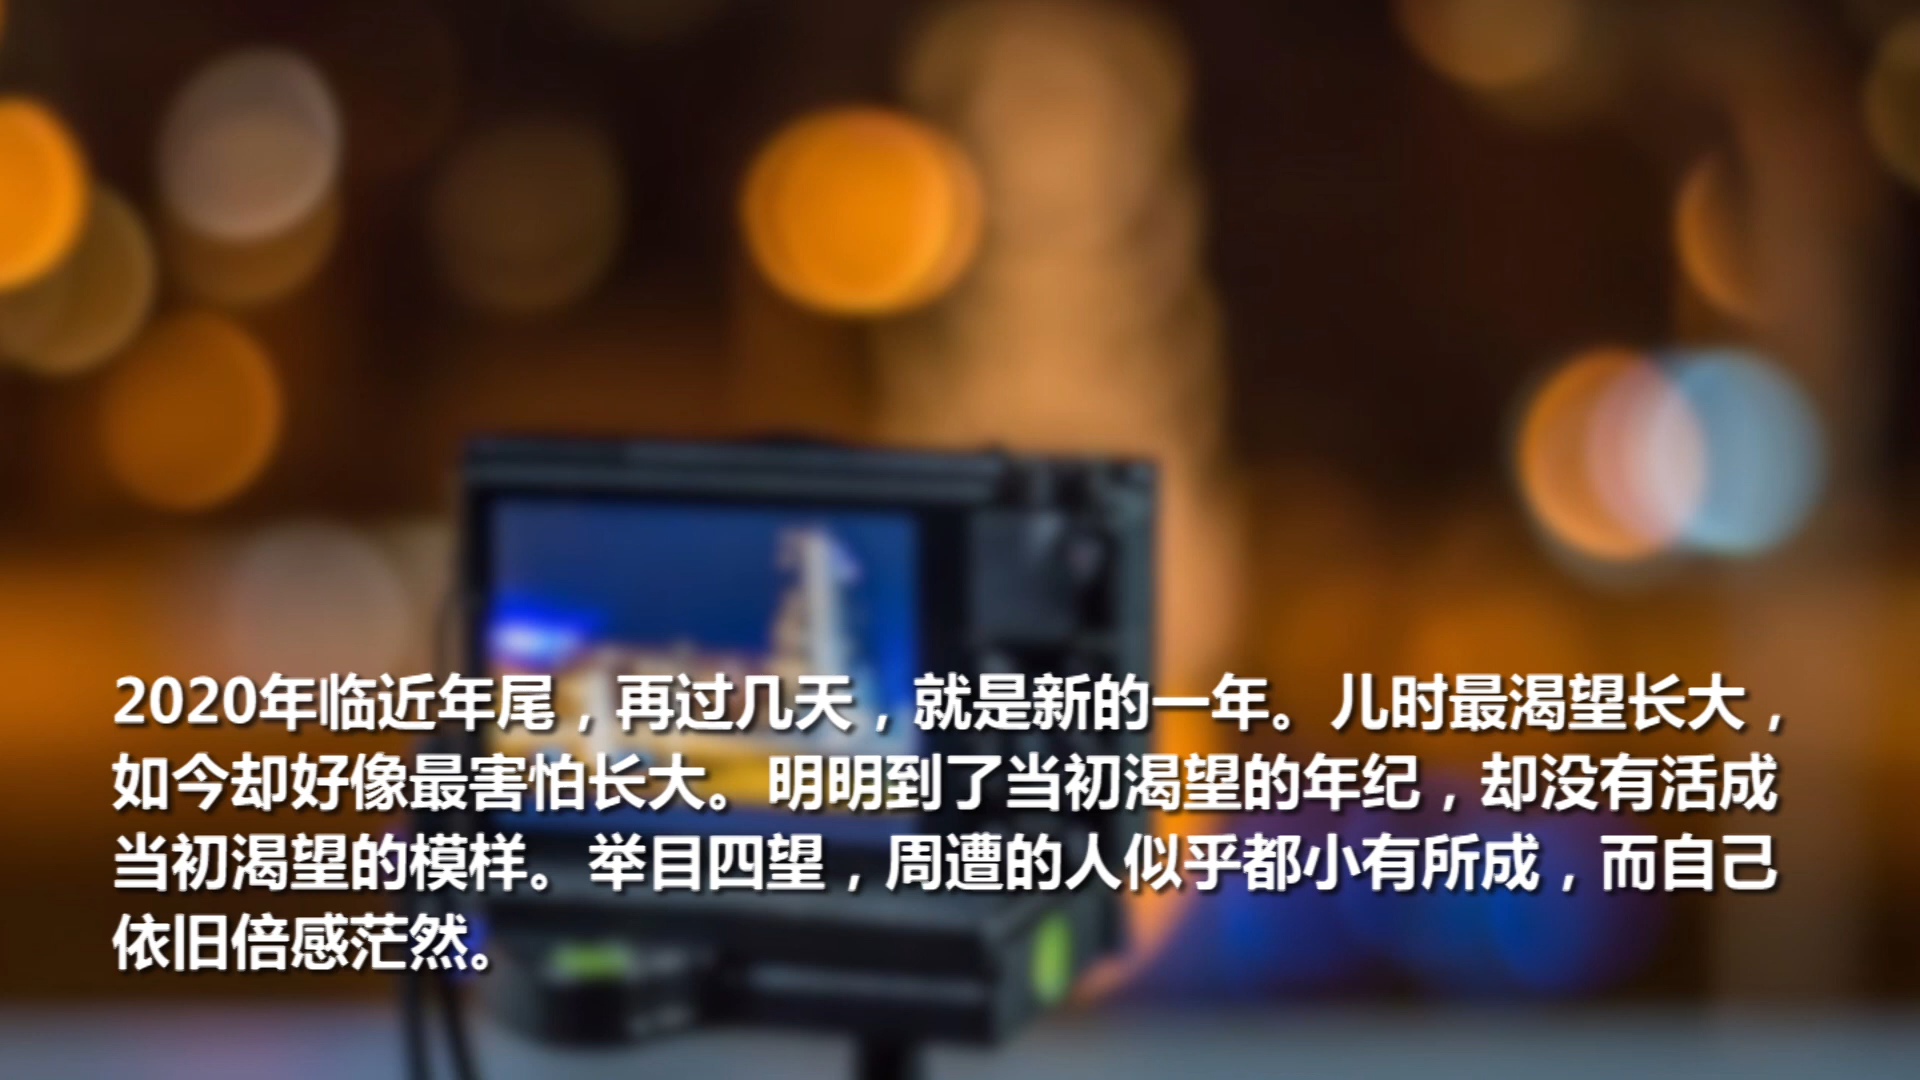 2020年临近年尾，再过几天，就是新的一年。儿时最渴望长大，
如今却好像最害怕长大。明明到了当初渴望的年纪，却没有活成
当初渴望的模样。举目四望，周遭的人似乎都小有所成，而自己
依旧倍感茫然。